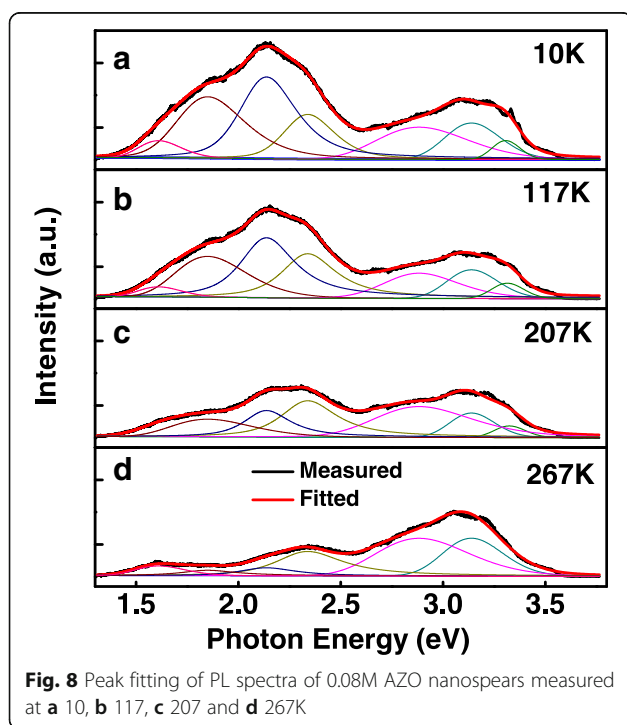 a
10K
b
117K
c
207K
d
267K
Measured
Fitted
Intensity (a.u.)
1.5 2.0 2.5 3.0 3.5
Photon Energy (eV)
Fig. 8 Peak fitting of PL spectra of 0.08M AZO nanospears measured
at a 10, b 117, c 207 and d 267K